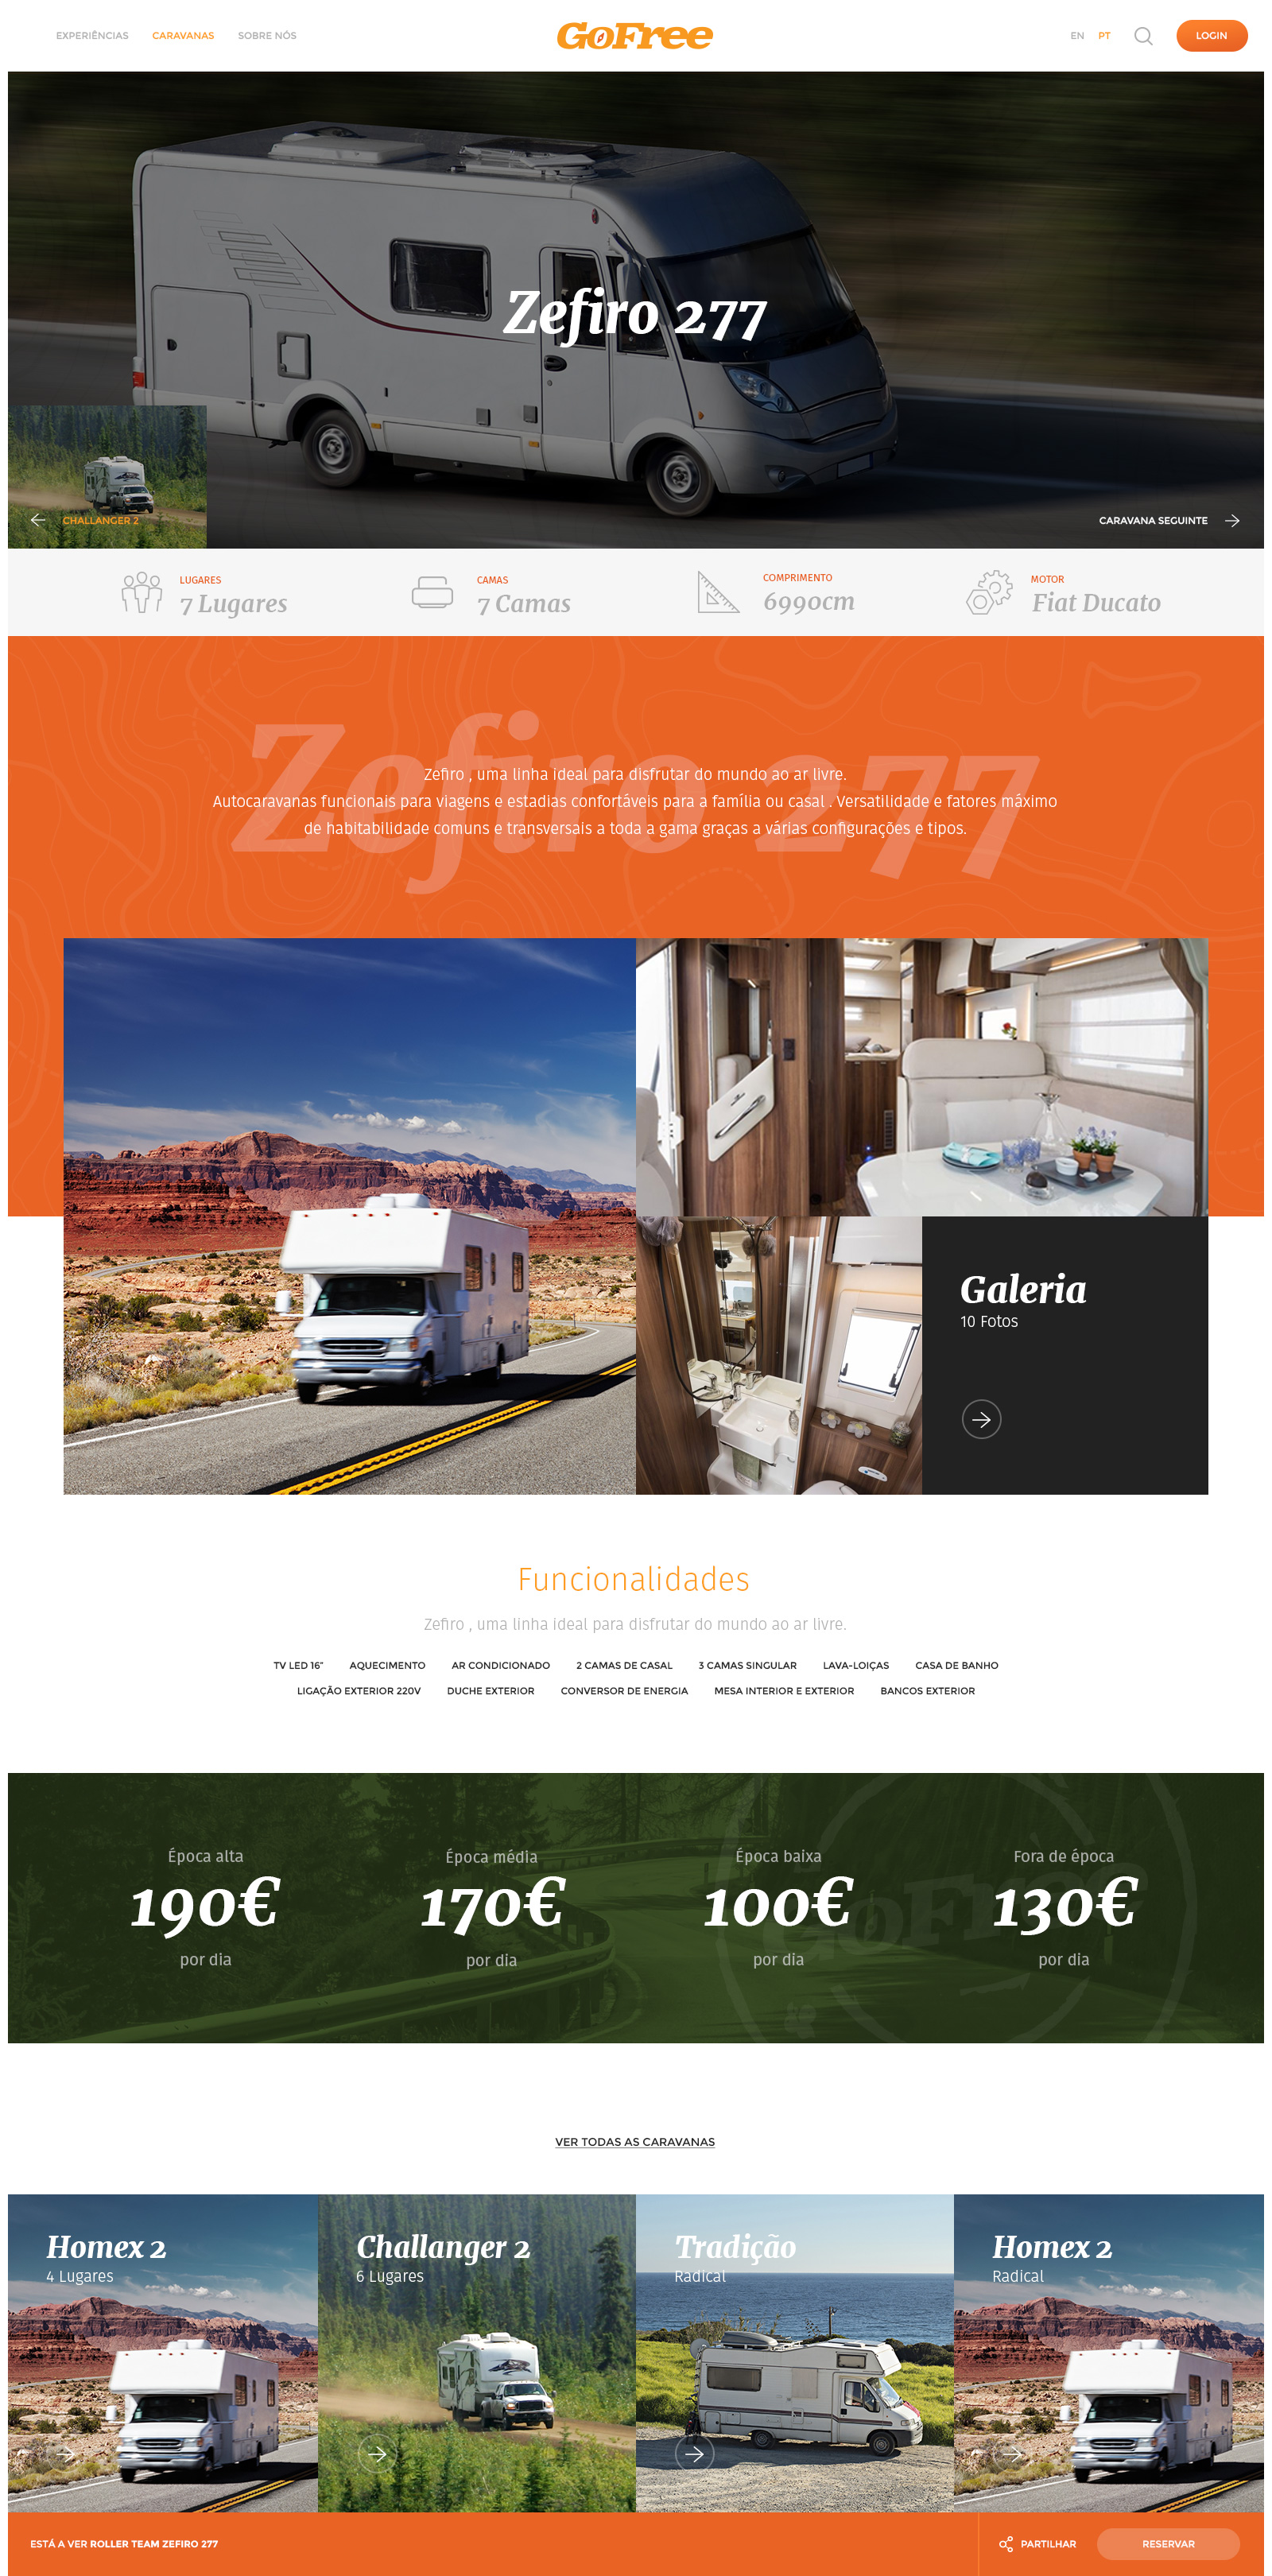 EXPERIÊNCIAS CARAVANAS SOBRE NÓS GoFree EN PT LOGIN
Zefiro 277
CHALLANGER 2
CARAVANA SEGUINTE
LUGARES
7 Lugares
CAMAS
7 Camas
COMPRIMENTO
6990cm
MOTOR
Fiat Ducato
Zefiro 277
Zefiro , uma linha ideal para disfrutar do mundo ao ar livre.
Autocaravanas funcionais para viagens e estadias confortáveis para a família ou casal . Versatilidade e fatores máximo
de habitabilidade comuns e transversais a toda a gama graças a várias configurações e tipos.
Galeria
10 Fotos
Funcionalidades
Zefiro , uma linha ideal para disfrutar do mundo ao ar livre.
TV LED 16" AQUECIMENTO AR CONDICIONADO 2 CAMAS DE CASAL 3 CAMAS SINGULAR LAVA-LOIÇAS CASA DE BANHO
LIGAÇÃO EXTERIOR 220V DUCHE EXTERIOR CONVERSOR DE ENERGIA MESA INTERIOR E EXTERIOR BANCOS EXTERIOR
Época alta
190€
por dia
Época média
170€
por dia
Época baixa
100€
por dia
Fora de época
130€
por dia
VER TODAS AS CARAVANAS
Homex 2
4 Lugares
Challanger 2
6 Lugares
Tradição
Radical
Homex 2
Radical
ESTÁ A VER ROLLER TEAM ZEFIRO 277
PARTILHAR
RESERVAR